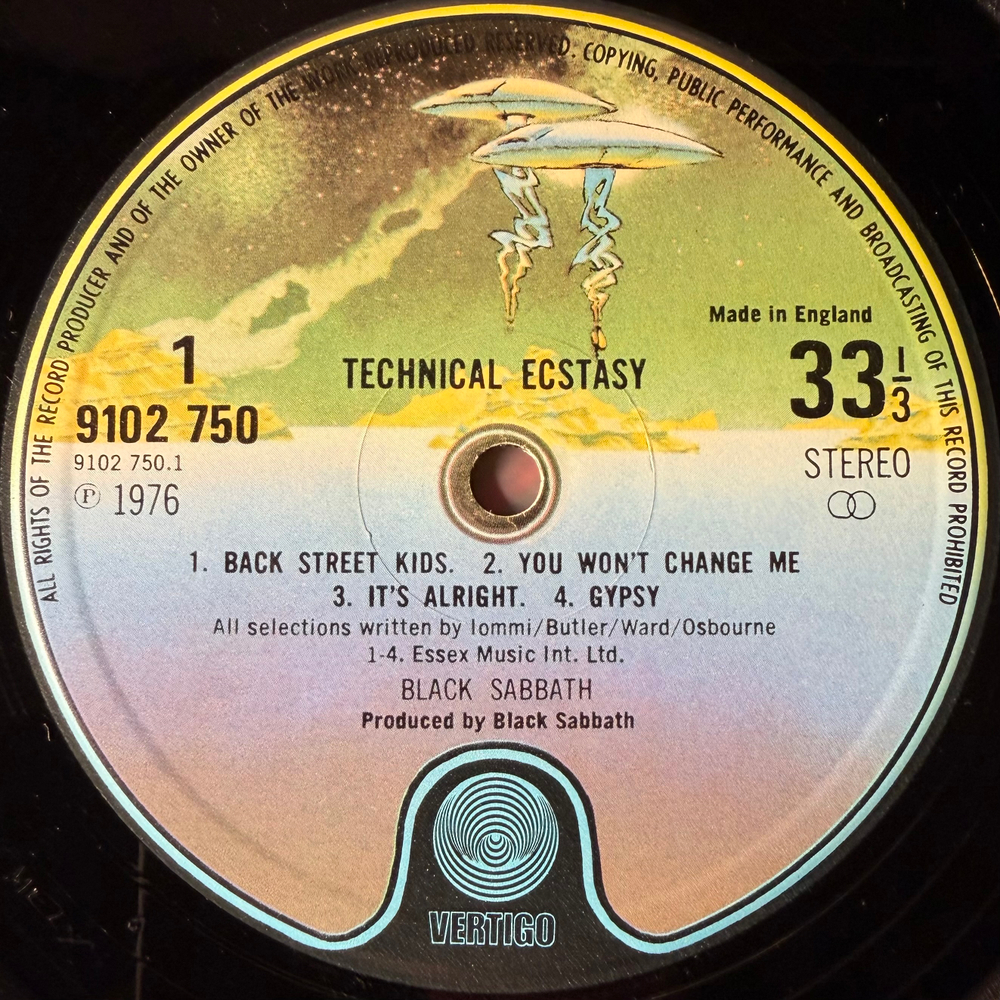 ALL RIGHTS OF THE RECORD PRODUCER AND OF THE OWNER OF THE WORK REPRODUCED RESERVED. COPYING, PUBLIC PERFORMANCE AND BROADCASTING OF THIS RECORD PROHIBITED
Made in England
1
TECHNICAL ECSTASY
33 1/3
9102 750
9102 750.1
STEREO
Ⓟ 1976
1. BACK STREET KIDS. 2. YOU WON'T CHANGE ME
3. IT'S ALRIGHT. 4. GYPSY
All selections written by Iommi/Butler/Ward/Osbourne
1-4. Essex Music Int. Ltd.
BLACK SABBATH
Produced by Black Sabbath
VERTIGO